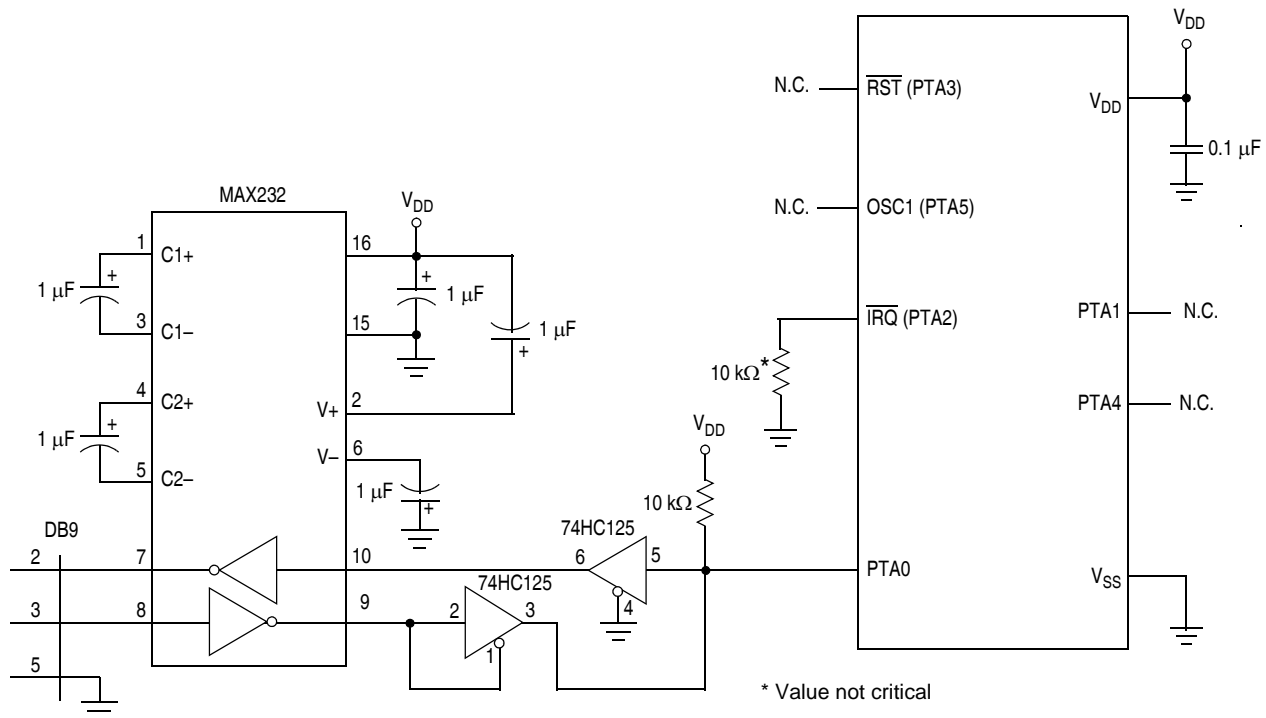 VDD
N.C.
RST (PTA3)
VDD
0.1 μF
MAX232
VDD
N.C.
OSC1 (PTA5)
1
C1+
16
+
1 μF
+
1 μF
3
C1–
15
1 μF
+
IRQ (PTA2)
PTA1
N.C.
10 kΩ*
4
C2+
V+
2
PTA4
N.C.
+
1 μF
V–
6
VDD
5
C2–
1 μF
+
10 kΩ
DB9
74HC125
2
7
10
6
5
PTA0
VSS
74HC125
4
3
8
9
2
3
1
5
* Value not critical